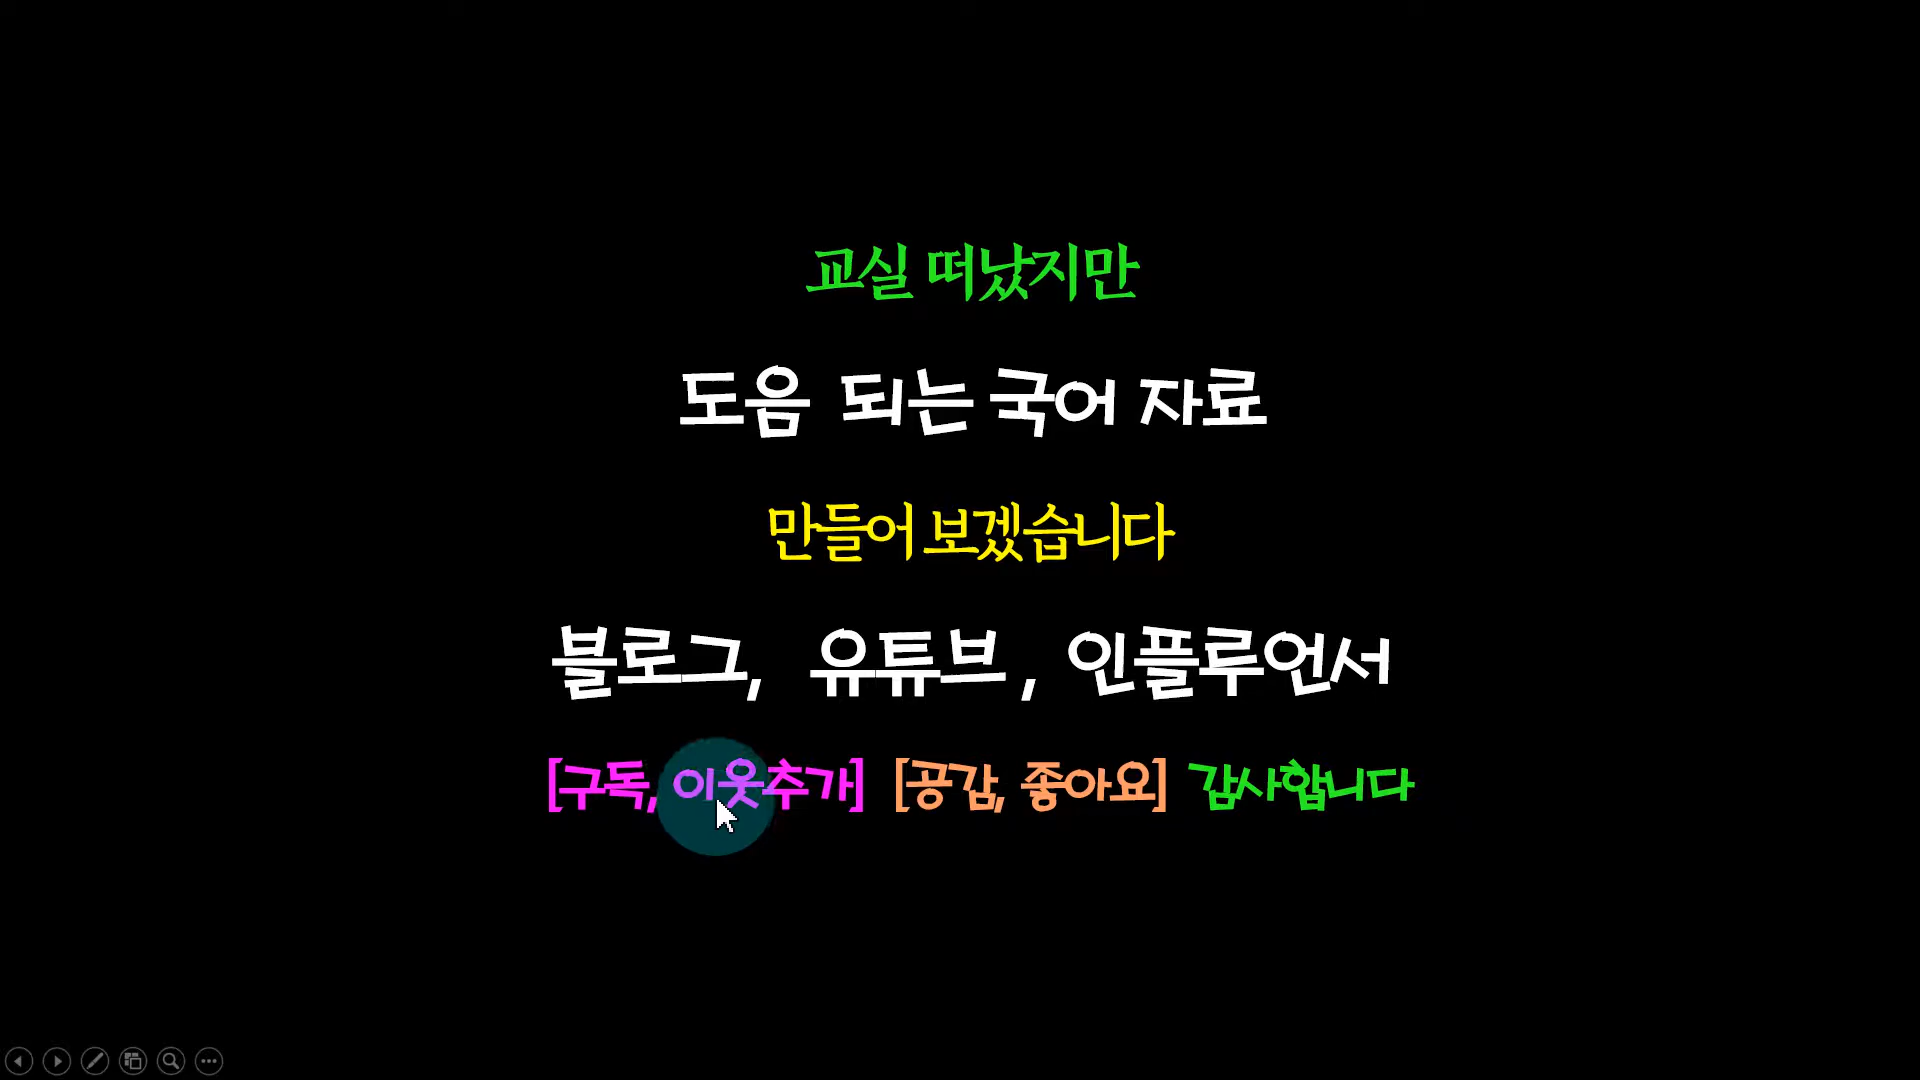 교실 떠났지만
도움 되는 국어 자료
만들어 보겠습니다
블로그, 유튜브, 인플루언서
[구독, 이웃추가] [공감, 좋아요] 감사합니다